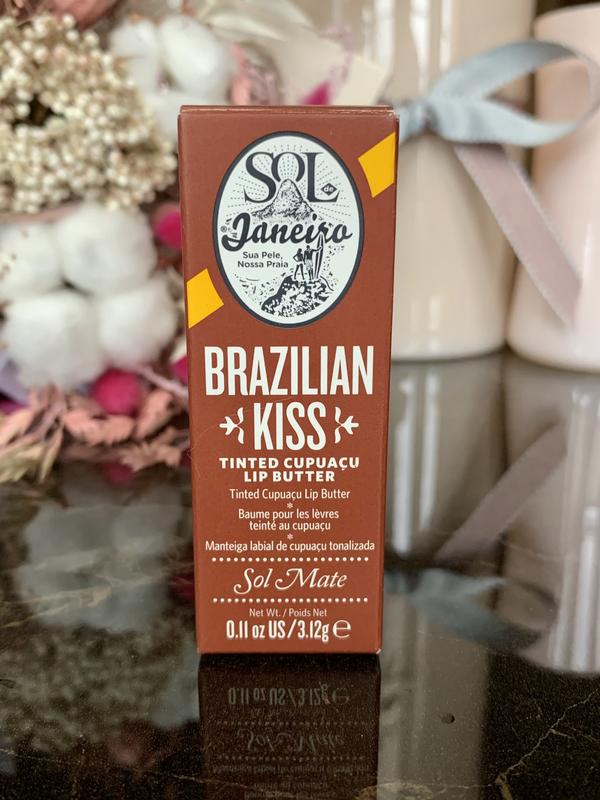 SOL de
®Janeiro
Sua Pele,
Nossa Praia
BRAZILIAN
KISS
TINTED CUPUAÇU
LIP BUTTER
Tinted Cupuaçu Lip Butter
*
Baume pour les lèvres
teinté au cupuaçu
*
Manteiga labial de cupuaçu tonalizada
Sol Mate
Net Wt. / Poids Net
0.11 oz US/3.12g ℮